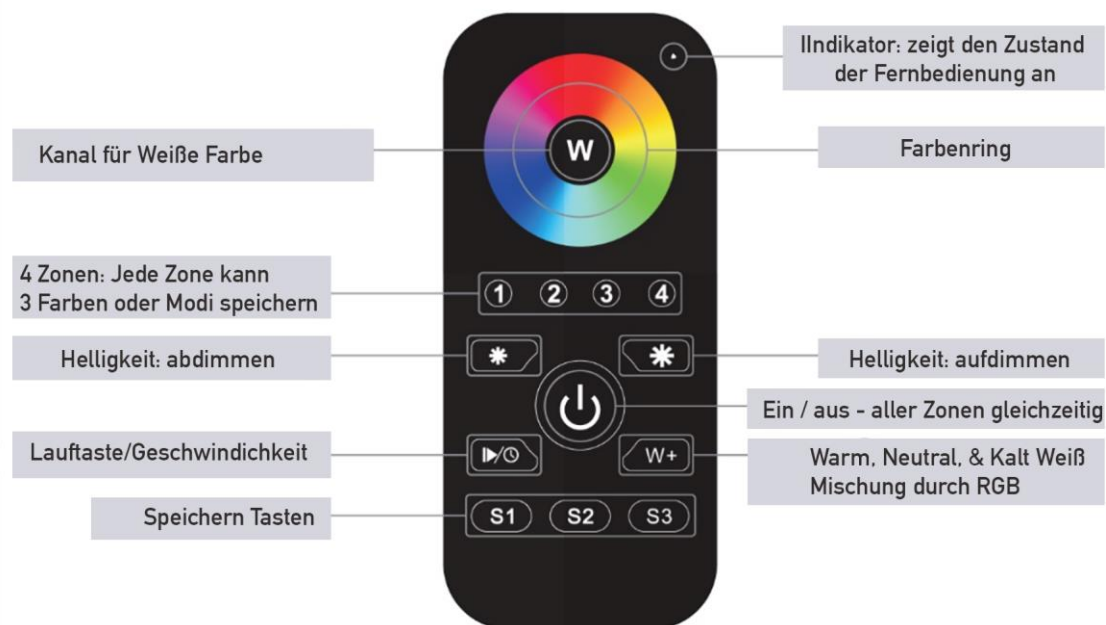 IIndikator: zeigt den Zustand
der Fernbedienung an
Kanal für Weiße Farbe
W
Farbenring
4 Zonen: Jede Zone kann
3 Farben oder Modi speichern
1 2 3 4
Helligkeit: abdimmen
Helligkeit: aufdimmen
Ein / aus - aller Zonen gleichzeitig
Lauftaste/Geschwindichkeit
W+
Warm, Neutral, & Kalt Weiß
Mischung durch RGB
Speichern Tasten
S1 S2 S3